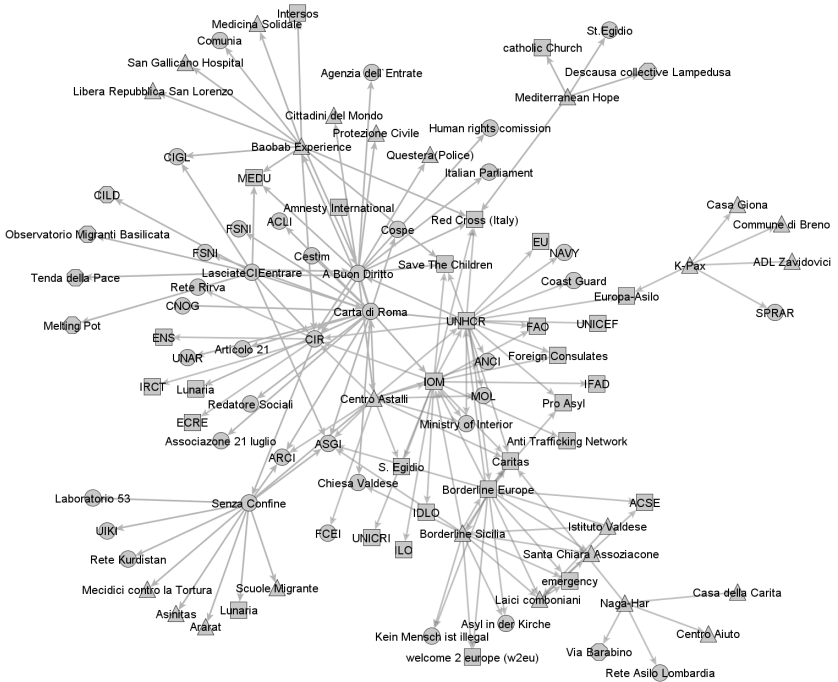 Intersos
Medicina Solidale
Comunia
St.Egidio
catholic Church
San Gallicano Hospital
Agenzia dell`Entrate
Descausa collective Lampedusa
Libera Repubblica San Lorenzo
Mediterranean Hope
Cittadini del Mondo
Protezione Civile
Human rights comission
Baobab Experience
CIGL
Questera(Police)
Italian Parliament
MEDU
CILD
Amnesty International
Casa Giona
ACLI
Red Cross (Italy)
Commune di Breno
FSNI
Cospe
Observatorio Migranti Basilicata
EU
NAVY
FSNI
Cestim
Save The Children
K-Pax
ADL Zavidovici
Tenda della Pace
LasciateCIEentrare
A Buon Diritto
Coast Guard
Rete Rirva
Europa-Asilo
CNOG
Carta di Roma
SPRAR
Melting Pot
UNHCR
FAO
UNICEF
ENS
CIR
Articolo 21
UNAR
ANCI
Foreign Consulates
IRCT
Lunaria
IOM
IFAD
Redatore Sociali
Centro Astalli
MOL
Pro Asyl
ECRE
Ministry of Interior
Associazone 21 luglio
ASGI
Anti Trafficking Network
ARCI
S. Egidio
Caritas
Chiesa Valdese
Borderline Europe
Laboratorio 53
Senza Confine
ACSE
IDLO
UIKI
FCEI
UNICRI
Borderline Sicilia
Istituto Valdese
ILO
Rete Kurdistan
Santa Chiara Assoziacone
emergency
Mecidici contro la Tortura
Scuole Migrante
Laici comboniani
Naga-Har
Casa della Carita
Asinitas
Lunaria
Ararat
Asyl in der Kirche
Kein Mensch ist illegal
Centro Aiuto
welcome 2 europe (w2eu)
Via Barabino
Rete Asilo Lombardia